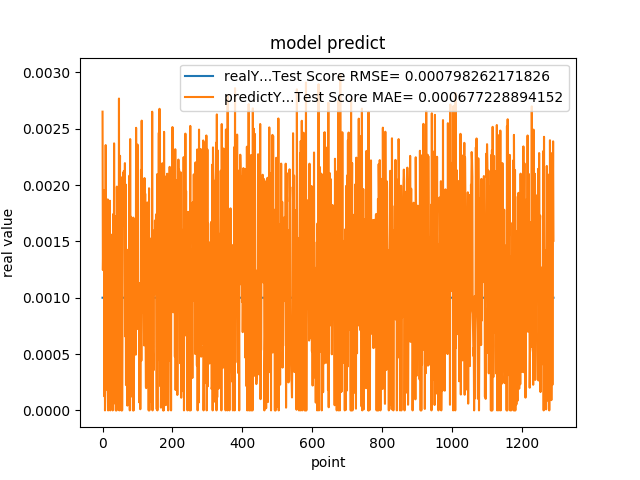 model predict
realY...Test Score RMSE= 0.000798262171826
predictY...Test Score MAE= 0.000677228894152
0.0030
0.0025
0.0020
0.0015
0.0010
0.0005
0.0000
real value
0 200 400 600 800 1000 1200
point